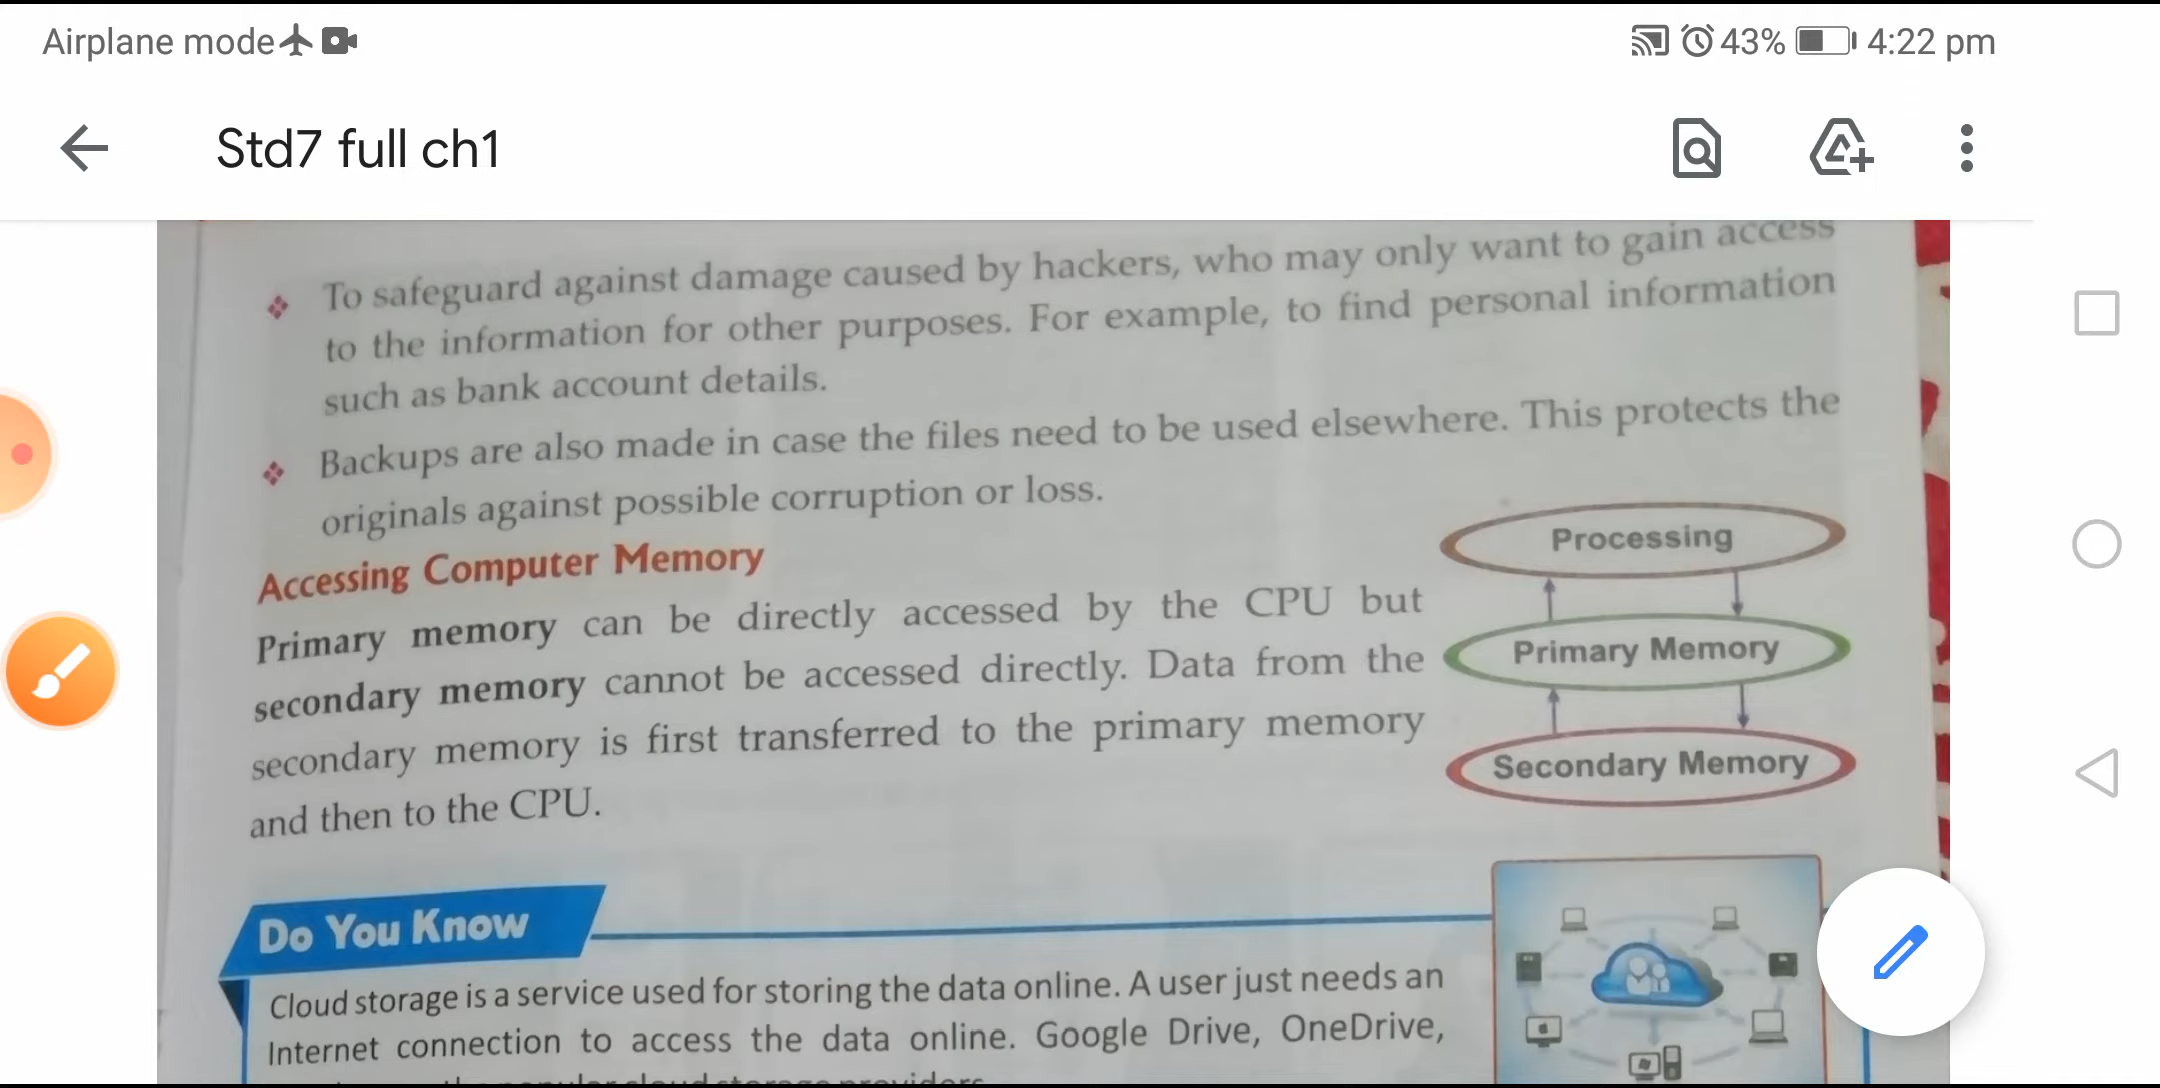 Airplane mode
43% 4:22 pm
Std7 full ch1
To safeguard against damage caused by hackers, who may only want to gain access
to the information for other purposes. For example, to find personal information
such as bank account details.
Backups are also made in case the files need to be used elsewhere. This protects the
originals against possible corruption or loss.
Accessing Computer Memory
Primary memory can be directly accessed by the CPU but
secondary memory cannot be accessed directly. Data from the
secondary memory is first transferred to the primary memory
and then to the CPU.
Processing
Primary Memory
Secondary Memory
Do You Know
Cloud storage is a service used for storing the data online. A user just needs an
Internet connection to access the data online. Google Drive, OneDrive,
cloud storage providers